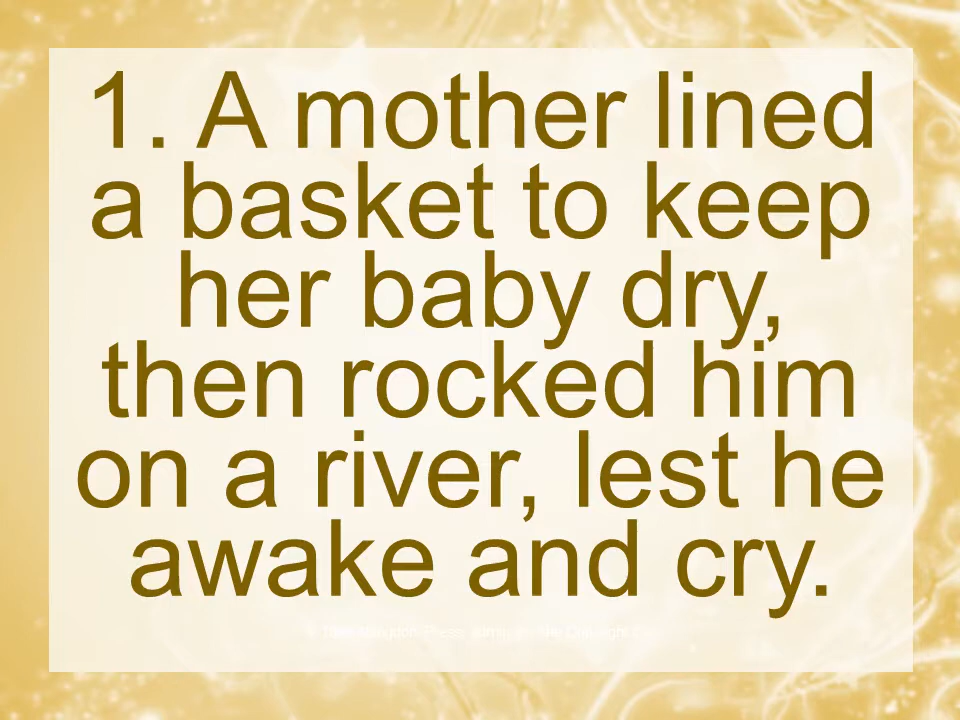 1. A mother lined
a basket to keep
her baby dry,
then rocked him
on a river, lest he
awake and cry.